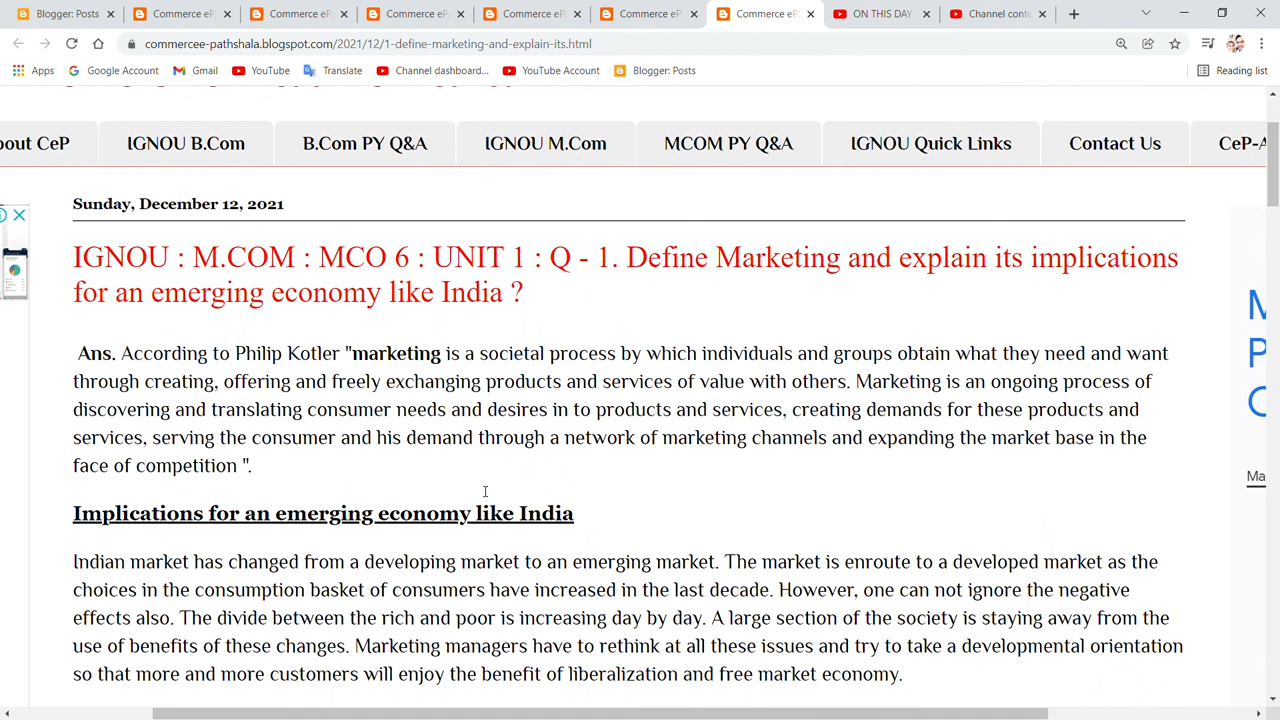 Blogger: Posts
Commerce eP
Commerce eP
Commerce eP
Commerce eP
Commerce eP
Commerce eP
ON THIS DAY
Channel conte
commercee-pathshala.blogspot.com/2021/12/1-define-marketing-and-explain-its.html
Apps
Google Account
Gmail
YouTube
Translate
Channel dashboard...
YouTube Account
Blogger: Posts
Reading list
out CeP
IGNOU B.Com
B.Com PY Q&A
IGNOU M.Com
MCOM PY Q&A
IGNOU Quick Links
Contact Us
CeP-A
Sunday, December 12, 2021
IGNOU : M.COM : MCO 6 : UNIT 1 : Q - 1. Define Marketing and explain its implications
for an emerging economy like India ?
Ans. According to Philip Kotler "marketing is a societal process by which individuals and groups obtain what they need and want
through creating, offering and freely exchanging products and services of value with others. Marketing is an ongoing process of
discovering and translating consumer needs and desires in to products and services, creating demands for these products and
services, serving the consumer and his demand through a network of marketing channels and expanding the market base in the
face of competition ".
Implications for an emerging economy like India
Indian market has changed from a developing market to an emerging market. The market is enroute to a developed market as the
choices in the consumption basket of consumers have increased in the last decade. However, one can not ignore the negative
effects also. The divide between the rich and poor is increasing day by day. A large section of the society is staying away from the
use of benefits of these changes. Marketing managers have to rethink at all these issues and try to take a developmental orientation
so that more and more customers will enjoy the benefit of liberalization and free market economy.
M
P
C
Ma